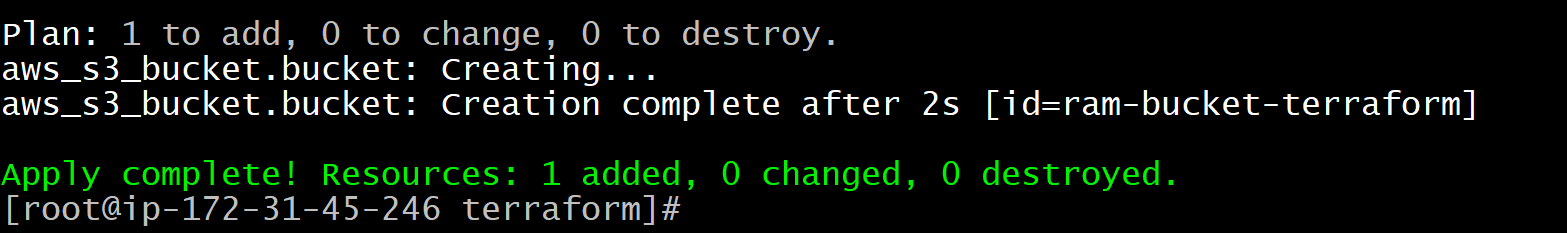 Plan: 1 to add, 0 to change, 0 to destroy.
aws_s3_bucket.bucket: Creating...
aws_s3_bucket.bucket: Creation complete after 2s [id=ram-bucket-terraform]
Apply complete! Resources: 1 added, 0 changed, 0 destroyed.
[root@ip-172-31-45-246 terraform]#